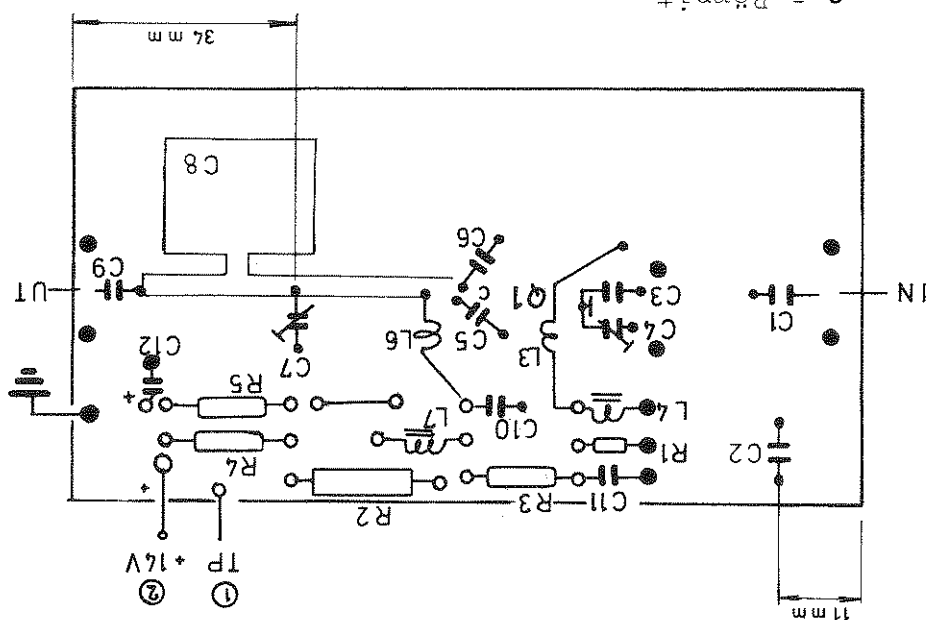 11 mm
① ②
TP +14V
+
C11 R3 R2
C2 R1 R4
L4 C10 L7 R5 +
C7 C12
C4 L3 C5 L6
IN C1 C3 Q1 C UT
C6 C9
C8
34 mm